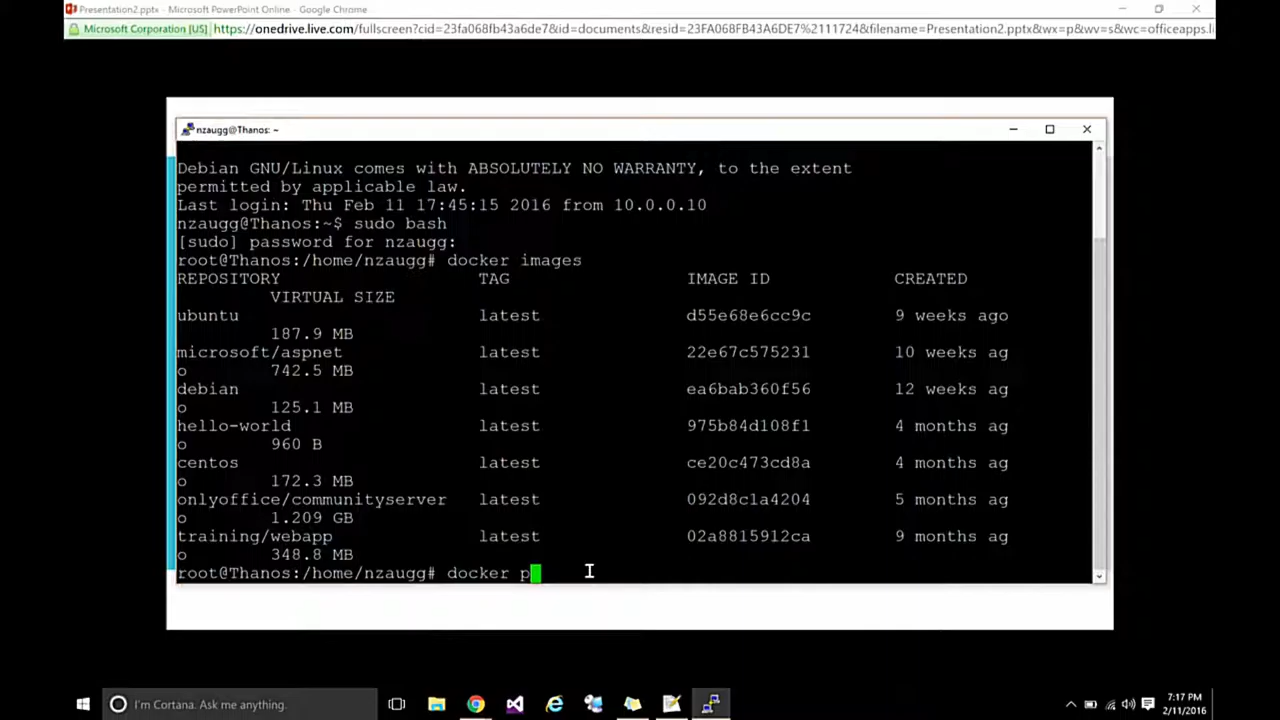 Presentation2.pptx - Microsoft PowerPoint Online - Google Chrome
Microsoft Corporation [US] https://onedrive.live.com/fullscreen?cid=23fa068fb43a6de7&id=documents&resid=23FA068FB43A6DE7%2111724&filename=Presentation2.pptx&wx=p&wv=s&wc=officeapps.li
nzaugg@Thanos: ~
Debian GNU/Linux comes with ABSOLUTELY NO WARRANTY, to the extent
permitted by applicable law.
Last login: Thu Feb 11 17:45:15 2016 from 10.0.0.10
nzaugg@Thanos:~$ sudo bash
[sudo] password for nzaugg:
root@Thanos:/home/nzaugg# docker images
REPOSITORY TAG IMAGE ID CREATED
VIRTUAL SIZE
ubuntu latest d55e68e6cc9c 9 weeks ago
187.9 MB
microsoft/aspnet latest 22e67c575231 10 weeks ag
o 742.5 MB
debian latest ea6bab360f56 12 weeks ag
o 125.1 MB
hello-world latest 975b84d108f1 4 months ag
o 960 B
centos latest ce20c473cd8a 4 months ag
o 172.3 MB
onlyoffice/communityserver latest 092d8c1a4204 5 months ag
o 1.209 GB
training/webapp latest 02a8815912ca 9 months ag
o 348.8 MB
root@Thanos:/home/nzaugg# docker p
I'm Cortana. Ask me anything.
7:17 PM
2/11/2016